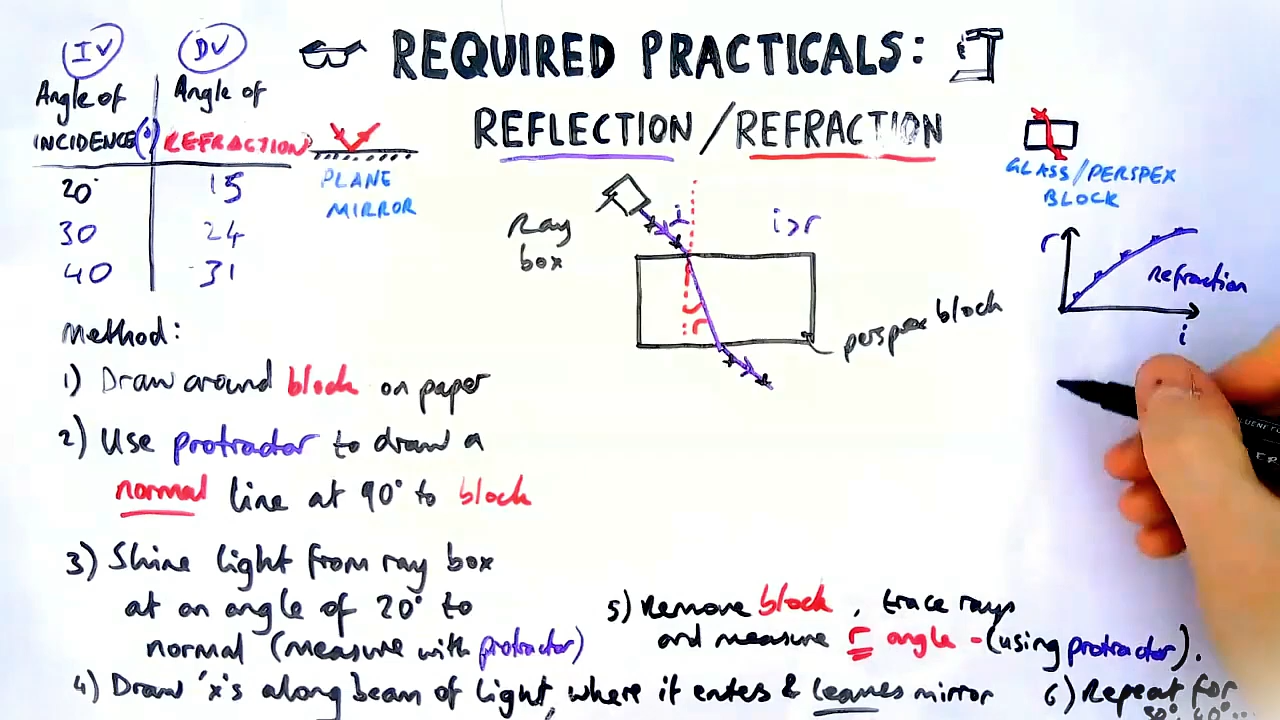 REQUIRED PRACTICALS:
REFLECTION/REFRACTION
IV DV
Angle of Angle of
INCIDENCE(°) REFRACTION
20° 15
30 24
40 31
PLANE
MIRROR
Ray
box
i
i>r
r
perspex block
GLASS/PERSPEX
BLOCK
r
refraction
i
Method:
1) Draw around block on paper
2) Use protractor to draw a
normal line at 90° to block
3) Shine light from ray box
at an angle of 20° to
normal (measure with protractor)
4) Draw 'x's along beam of light, where it enters & leaves mirror
5) Remove block, trace rays
and measure r angle - (using protractor).
6) Repeat for